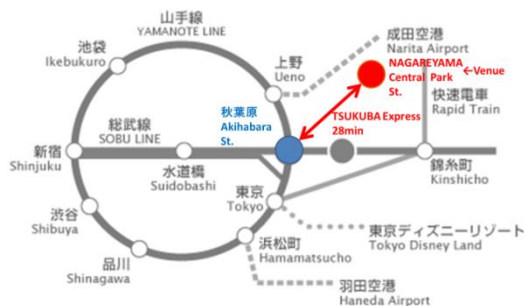 山手線
YAMANOTE LINE
成田空港
Narita Airport
池袋
Ikebukuro
上野
Ueno
NAGAREYAMA
Central Park
St.
←Venue
快速電車
Rapid Train
秋葉原
Akihabara
St.
TSUKUBA Express
28min
総武線
SOBU LINE
新宿
Shinjuku
水道橋
Suidobashi
錦糸町
Kinshicho
東京
Tokyo
渋谷
Shibuya
東京ディズニーリゾート
Tokyo Disney Land
浜松町
Hamamatsucho
品川
Shinagawa
羽田空港
Haneda Airport